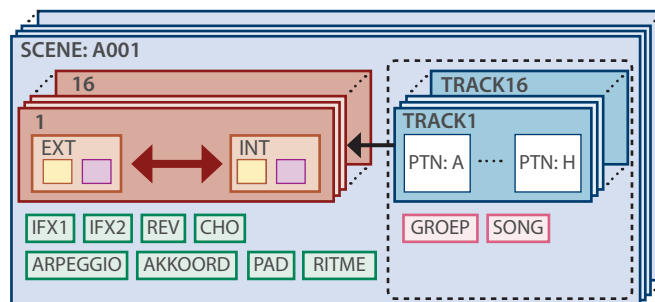 SCENE: A001
16
1
EXT
INT
TRACK16
TRACK1
PTN: A
PTN: H
IFX1 IFX2 REV CHO
ARPEGGIO AKKOORD PAD RITME
GROEP SONG